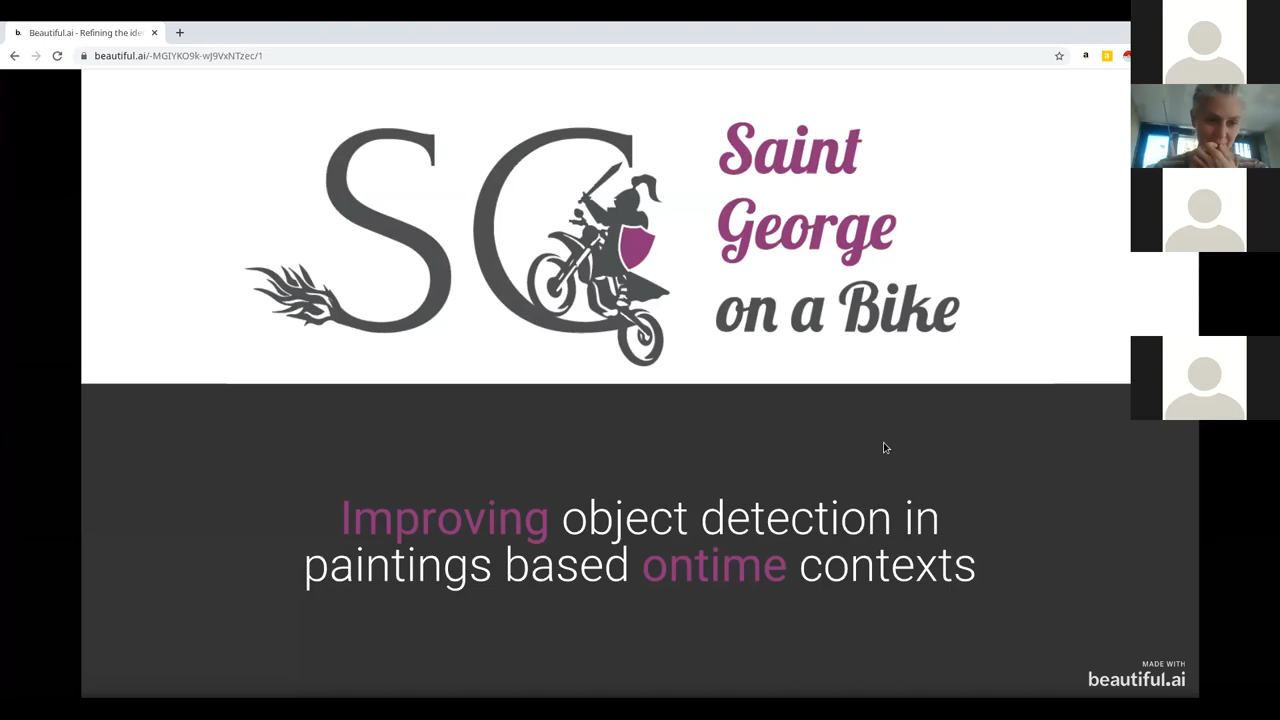 Beautiful.ai - Refining the ide
beautiful.ai/-MGIYKO9k-wJ9VxNTzec/1
SG
Saint
George
on a Bike
Improving object detection in
paintings based ontime contexts
MADE WITH
beautiful.ai